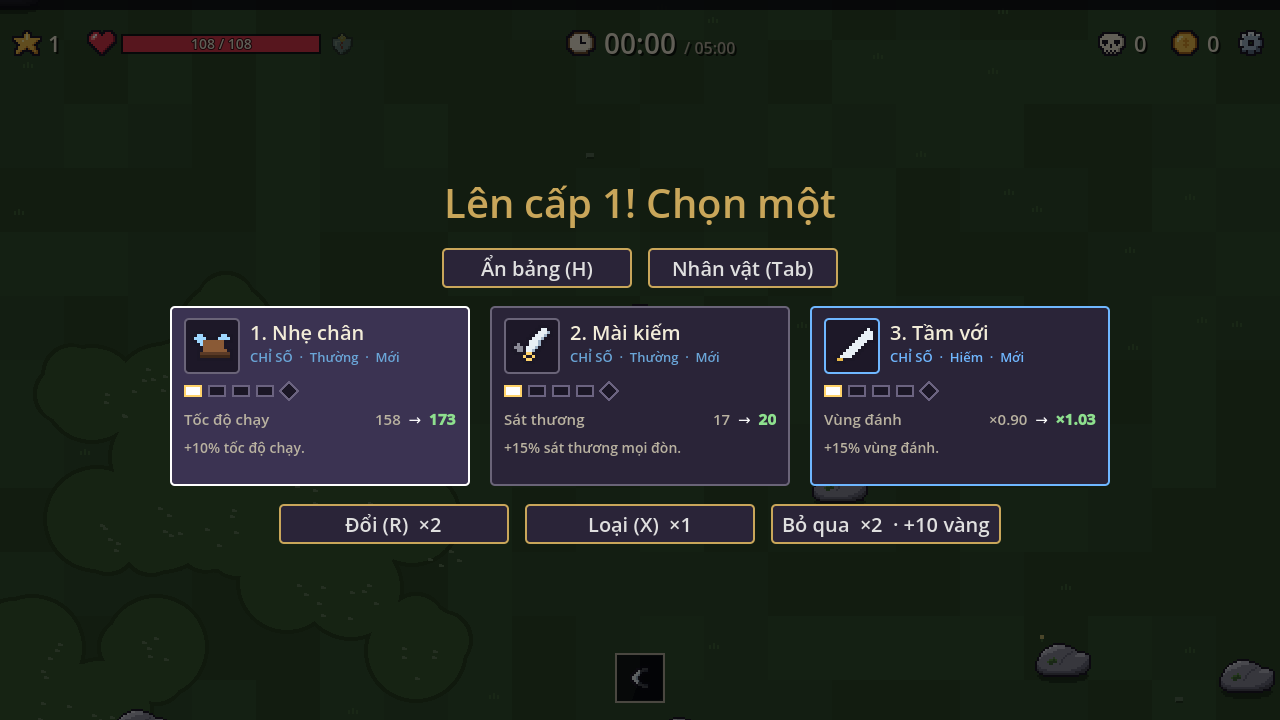 1
108 / 108
00:00 / 05:00
0
0
Lên cấp 1! Chọn một
Ẩn bảng (H)
Nhân vật (Tab)
1. Nhẹ chân
CHỈ SỐ · Thường · Mới
Tốc độ chạy 158 → 173
+10% tốc độ chạy.
2. Mài kiếm
CHỈ SỐ · Thường · Mới
Sát thương 17 → 20
+15% sát thương mọi đòn.
3. Tầm với
CHỈ SỐ · Hiếm · Mới
Vùng đánh ×0.90 → ×1.03
+15% vùng đánh.
Đổi (R) ×2
Loại (X) ×1
Bỏ qua ×2 · +10 vàng